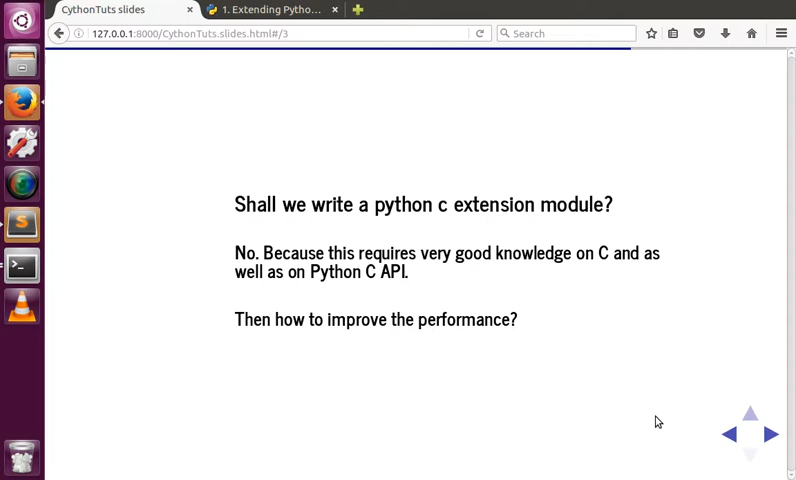 CythonTuts slides
1. Extending Pytho...
127.0.0.1:8000/CythonTuts.slides.html#/3
Search
Shall we write a python c extension module?
No. Because this requires very good knowledge on C and as
well as on Python C API.
Then how to improve the performance?